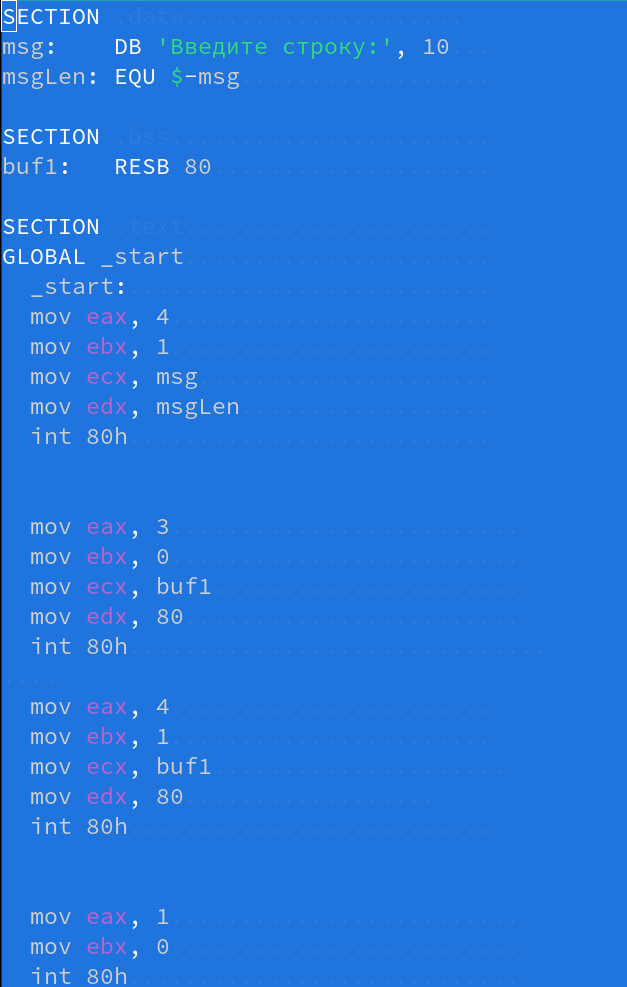 SECTION .data
msg: DB 'Введите строку:', 10
msgLen: EQU $-msg
SECTION .bss
buf1: RESB 80
SECTION .text
GLOBAL _start
_start:
mov eax, 4
mov ebx, 1
mov ecx, msg
mov edx, msgLen
int 80h
mov eax, 3
mov ebx, 0
mov ecx, buf1
mov edx, 80
int 80h
mov eax, 4
mov ebx, 1
mov ecx, buf1
mov edx, 80
int 80h
mov eax, 1
mov ebx, 0
int 80h